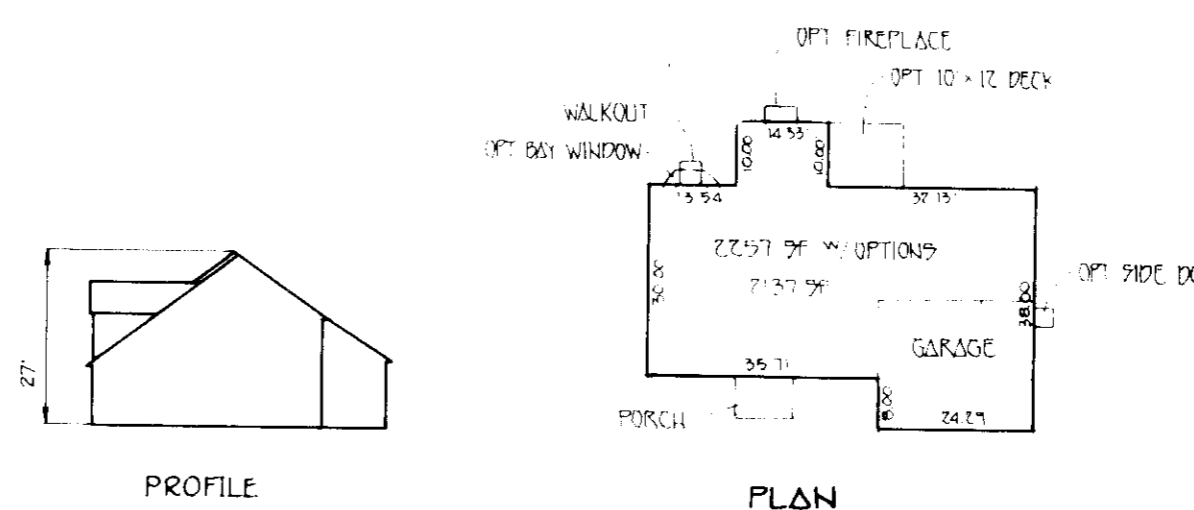 OPT FIREPLACE
OPT 10'×12 DECK
WALKOUT
OPT BAY WINDOW
14.33'
10.00
10.00
13.54
32.13'
2257 SF W/ OPTIONS
2137 SF
30.00
38.00
OPT SIDE DO
GARAGE
35.71
8.00
24.29
PORCH
27'
PROFILE
PLAN